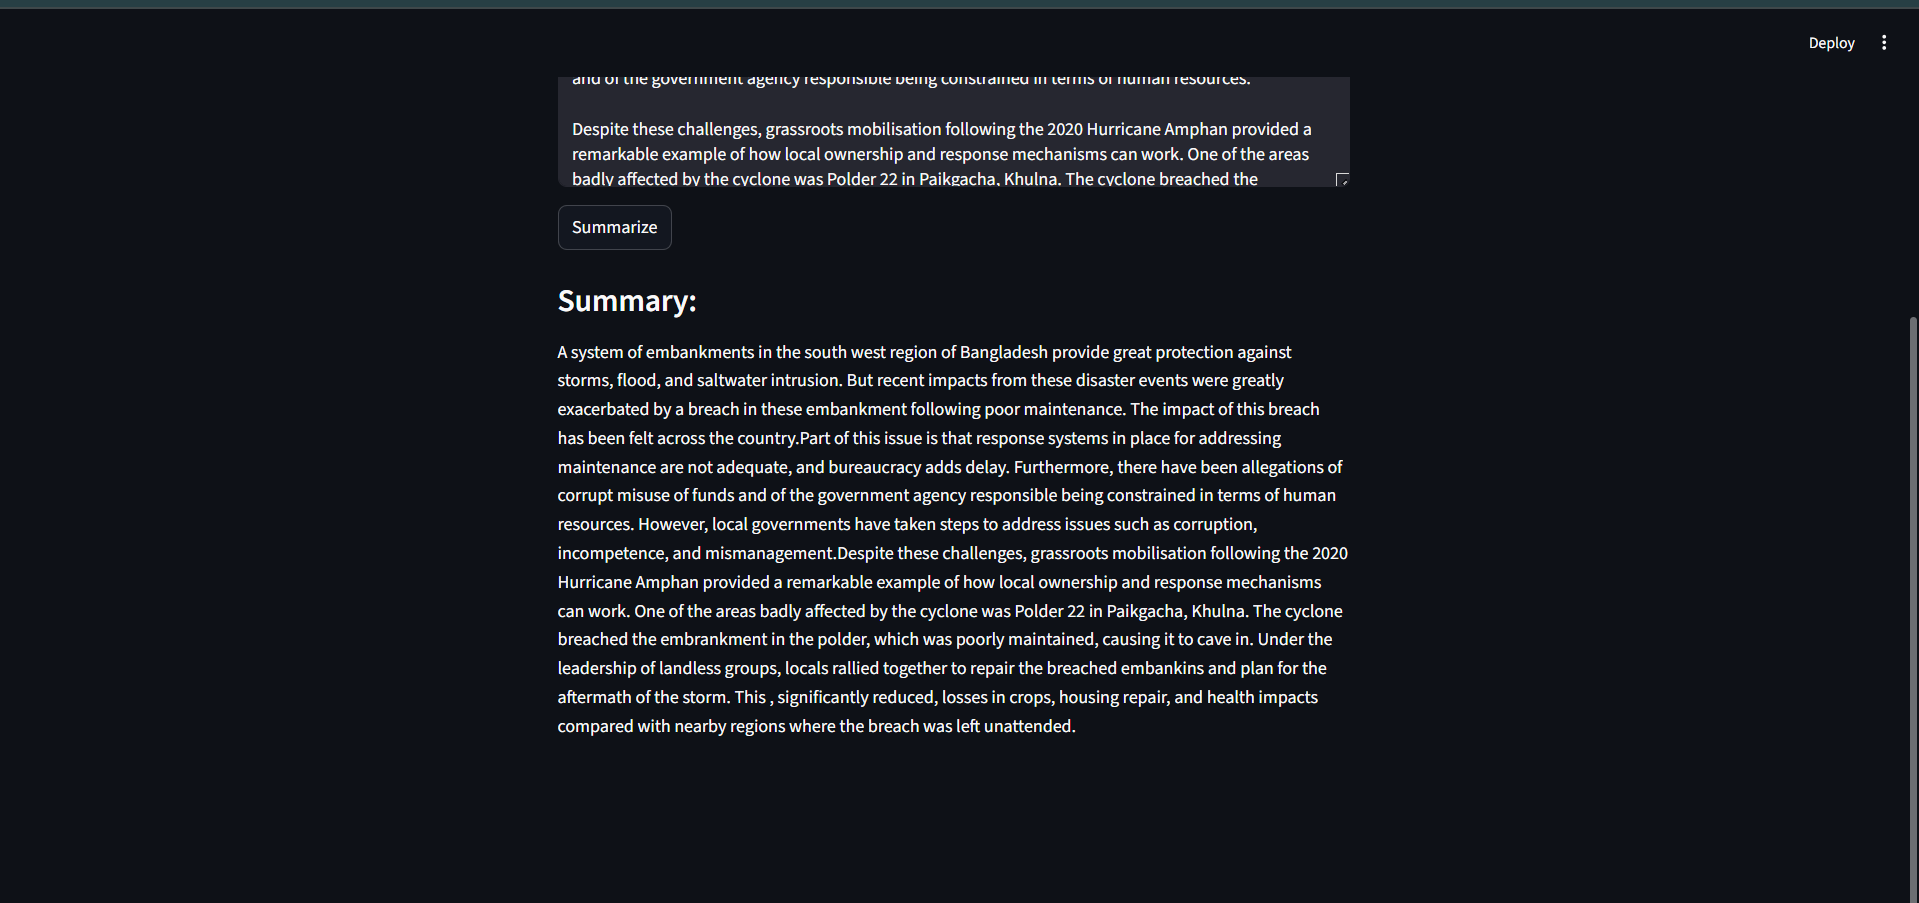 Deploy
and of the government agency responsible being constrained in terms of human resources.
Despite these challenges, grassroots mobilisation following the 2020 Hurricane Amphan provided a
remarkable example of how local ownership and response mechanisms can work. One of the areas
badly affected by the cyclone was Polder 22 in Paikgacha, Khulna. The cyclone breached the
Summarize
Summary:
A system of embankments in the south west region of Bangladesh provide great protection against
storms, flood, and saltwater intrusion. But recent impacts from these disaster events were greatly
exacerbated by a breach in these embankment following poor maintenance. The impact of this breach
has been felt across the country.Part of this issue is that response systems in place for addressing
maintenance are not adequate, and bureaucracy adds delay. Furthermore, there have been allegations of
corrupt misuse of funds and of the government agency responsible being constrained in terms of human
resources. However, local governments have taken steps to address issues such as corruption,
incompetence, and mismanagement.Despite these challenges, grassroots mobilisation following the 2020
Hurricane Amphan provided a remarkable example of how local ownership and response mechanisms
can work. One of the areas badly affected by the cyclone was Polder 22 in Paikgacha, Khulna. The cyclone
breached the embrankment in the polder, which was poorly maintained, causing it to cave in. Under the
leadership of landless groups, locals rallied together to repair the breached embankins and plan for the
aftermath of the storm. This , significantly reduced, losses in crops, housing repair, and health impacts
compared with nearby regions where the breach was left unattended.